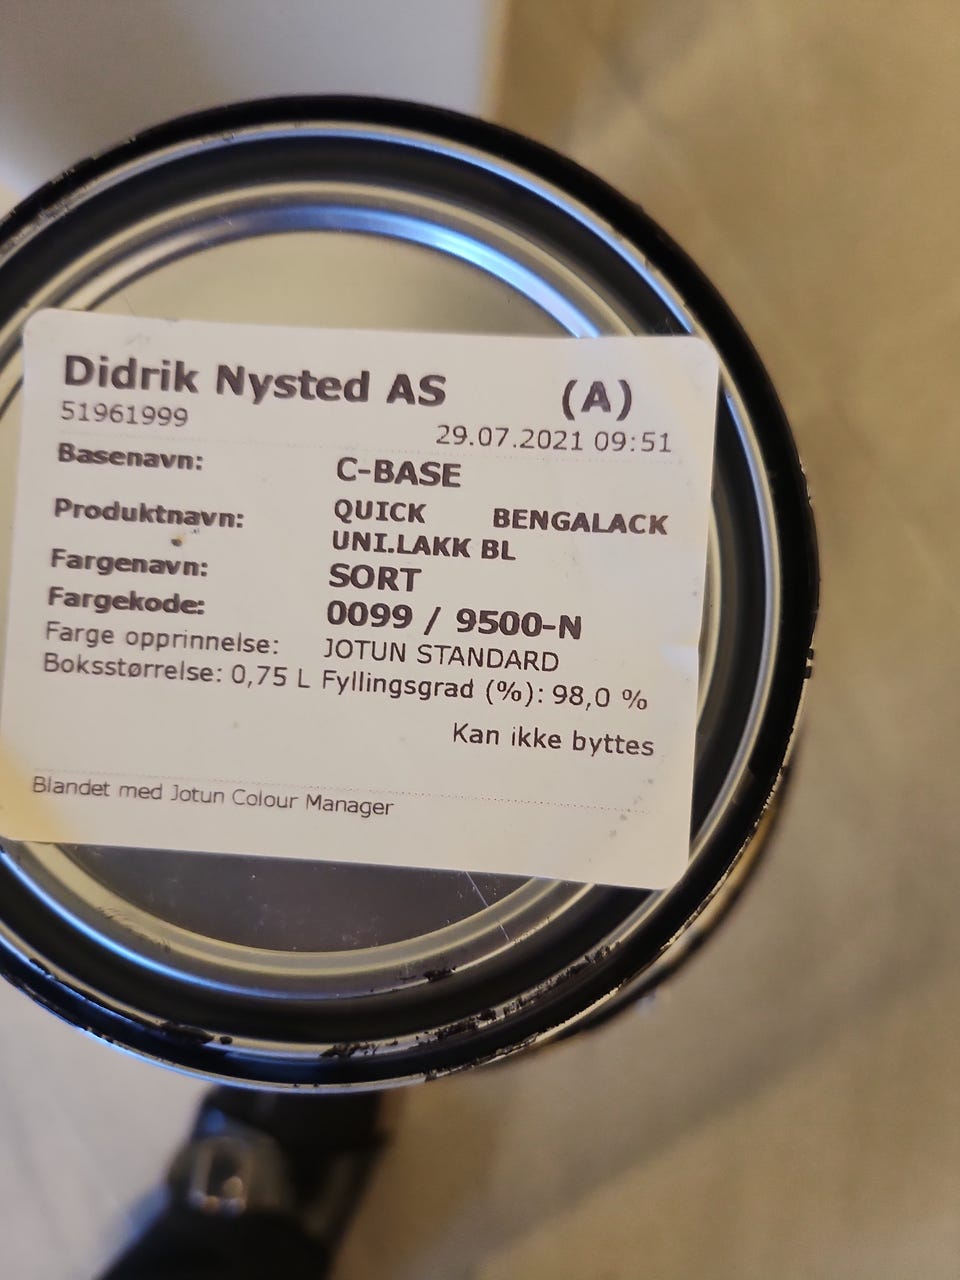 Didrik Nysted AS (A)
51961999
29.07.2021 09:51
Basenavn: C-BASE
Produktnavn: QUICK BENGALACK
UNI.LAKK BL
Fargenavn: SORT
Fargekode: 0099 / 9500-N
Farge opprinnelse: JOTUN STANDARD
Boksstørrelse: 0,75 L Fyllingsgrad (%): 98,0 %
Kan ikke byttes
Blandet med Jotun Colour Manager